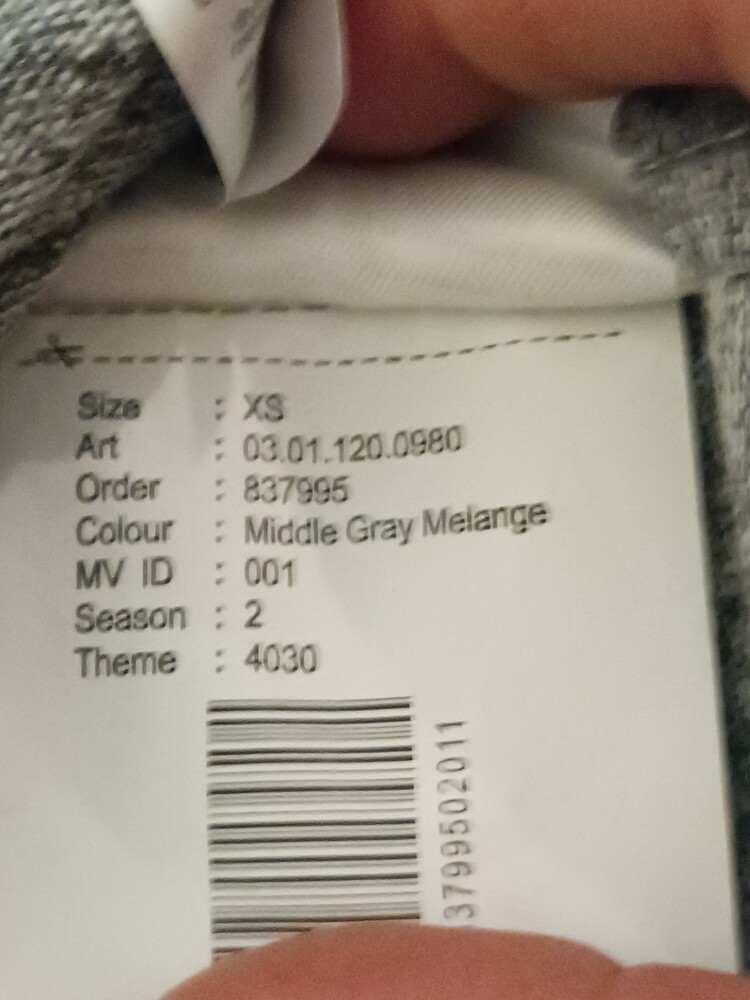 Size : XS
Art : 03.01.120.0980
Order : 837995
Colour : Middle Gray Melange
MV ID : 001
Season : 2
Theme : 4030
3799502011